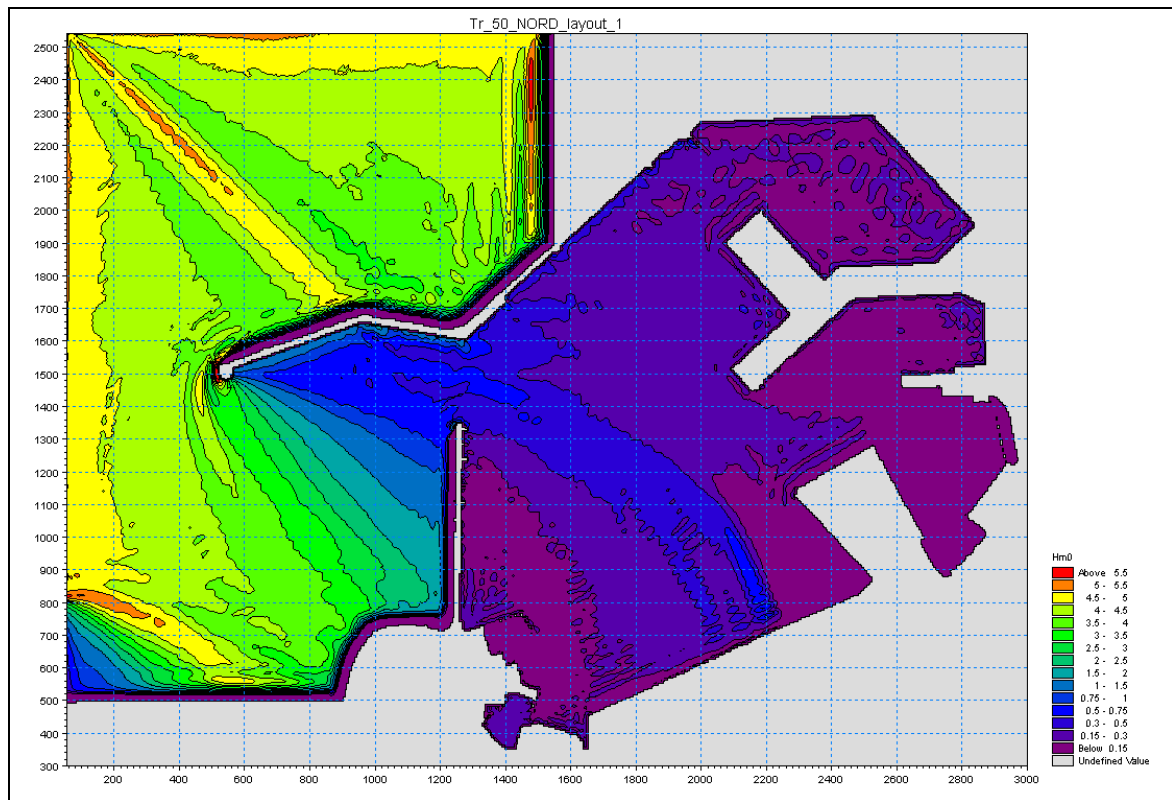 Tr_50_NORD_layout_1
2500
2400
2300
2200
2100
2000
1900
1800
1700
1600
1500
1400
1300
1200
1100
1000
900
800
700
600
500
400
300
200 400 600 800 1000 1200 1400 1600 1800 2000 2200 2400 2600 2800 3000
Hm0
Above 5.5
5 - 5.5
4.5 - 5
4 - 4.5
3.5 - 4
3 - 3.5
2.5 - 3
2 - 2.5
1.5 - 2
1 - 1.5
0.75 - 1
0.5 - 0.75
0.3 - 0.5
0.15 - 0.3
Below 0.15
Undefined Value